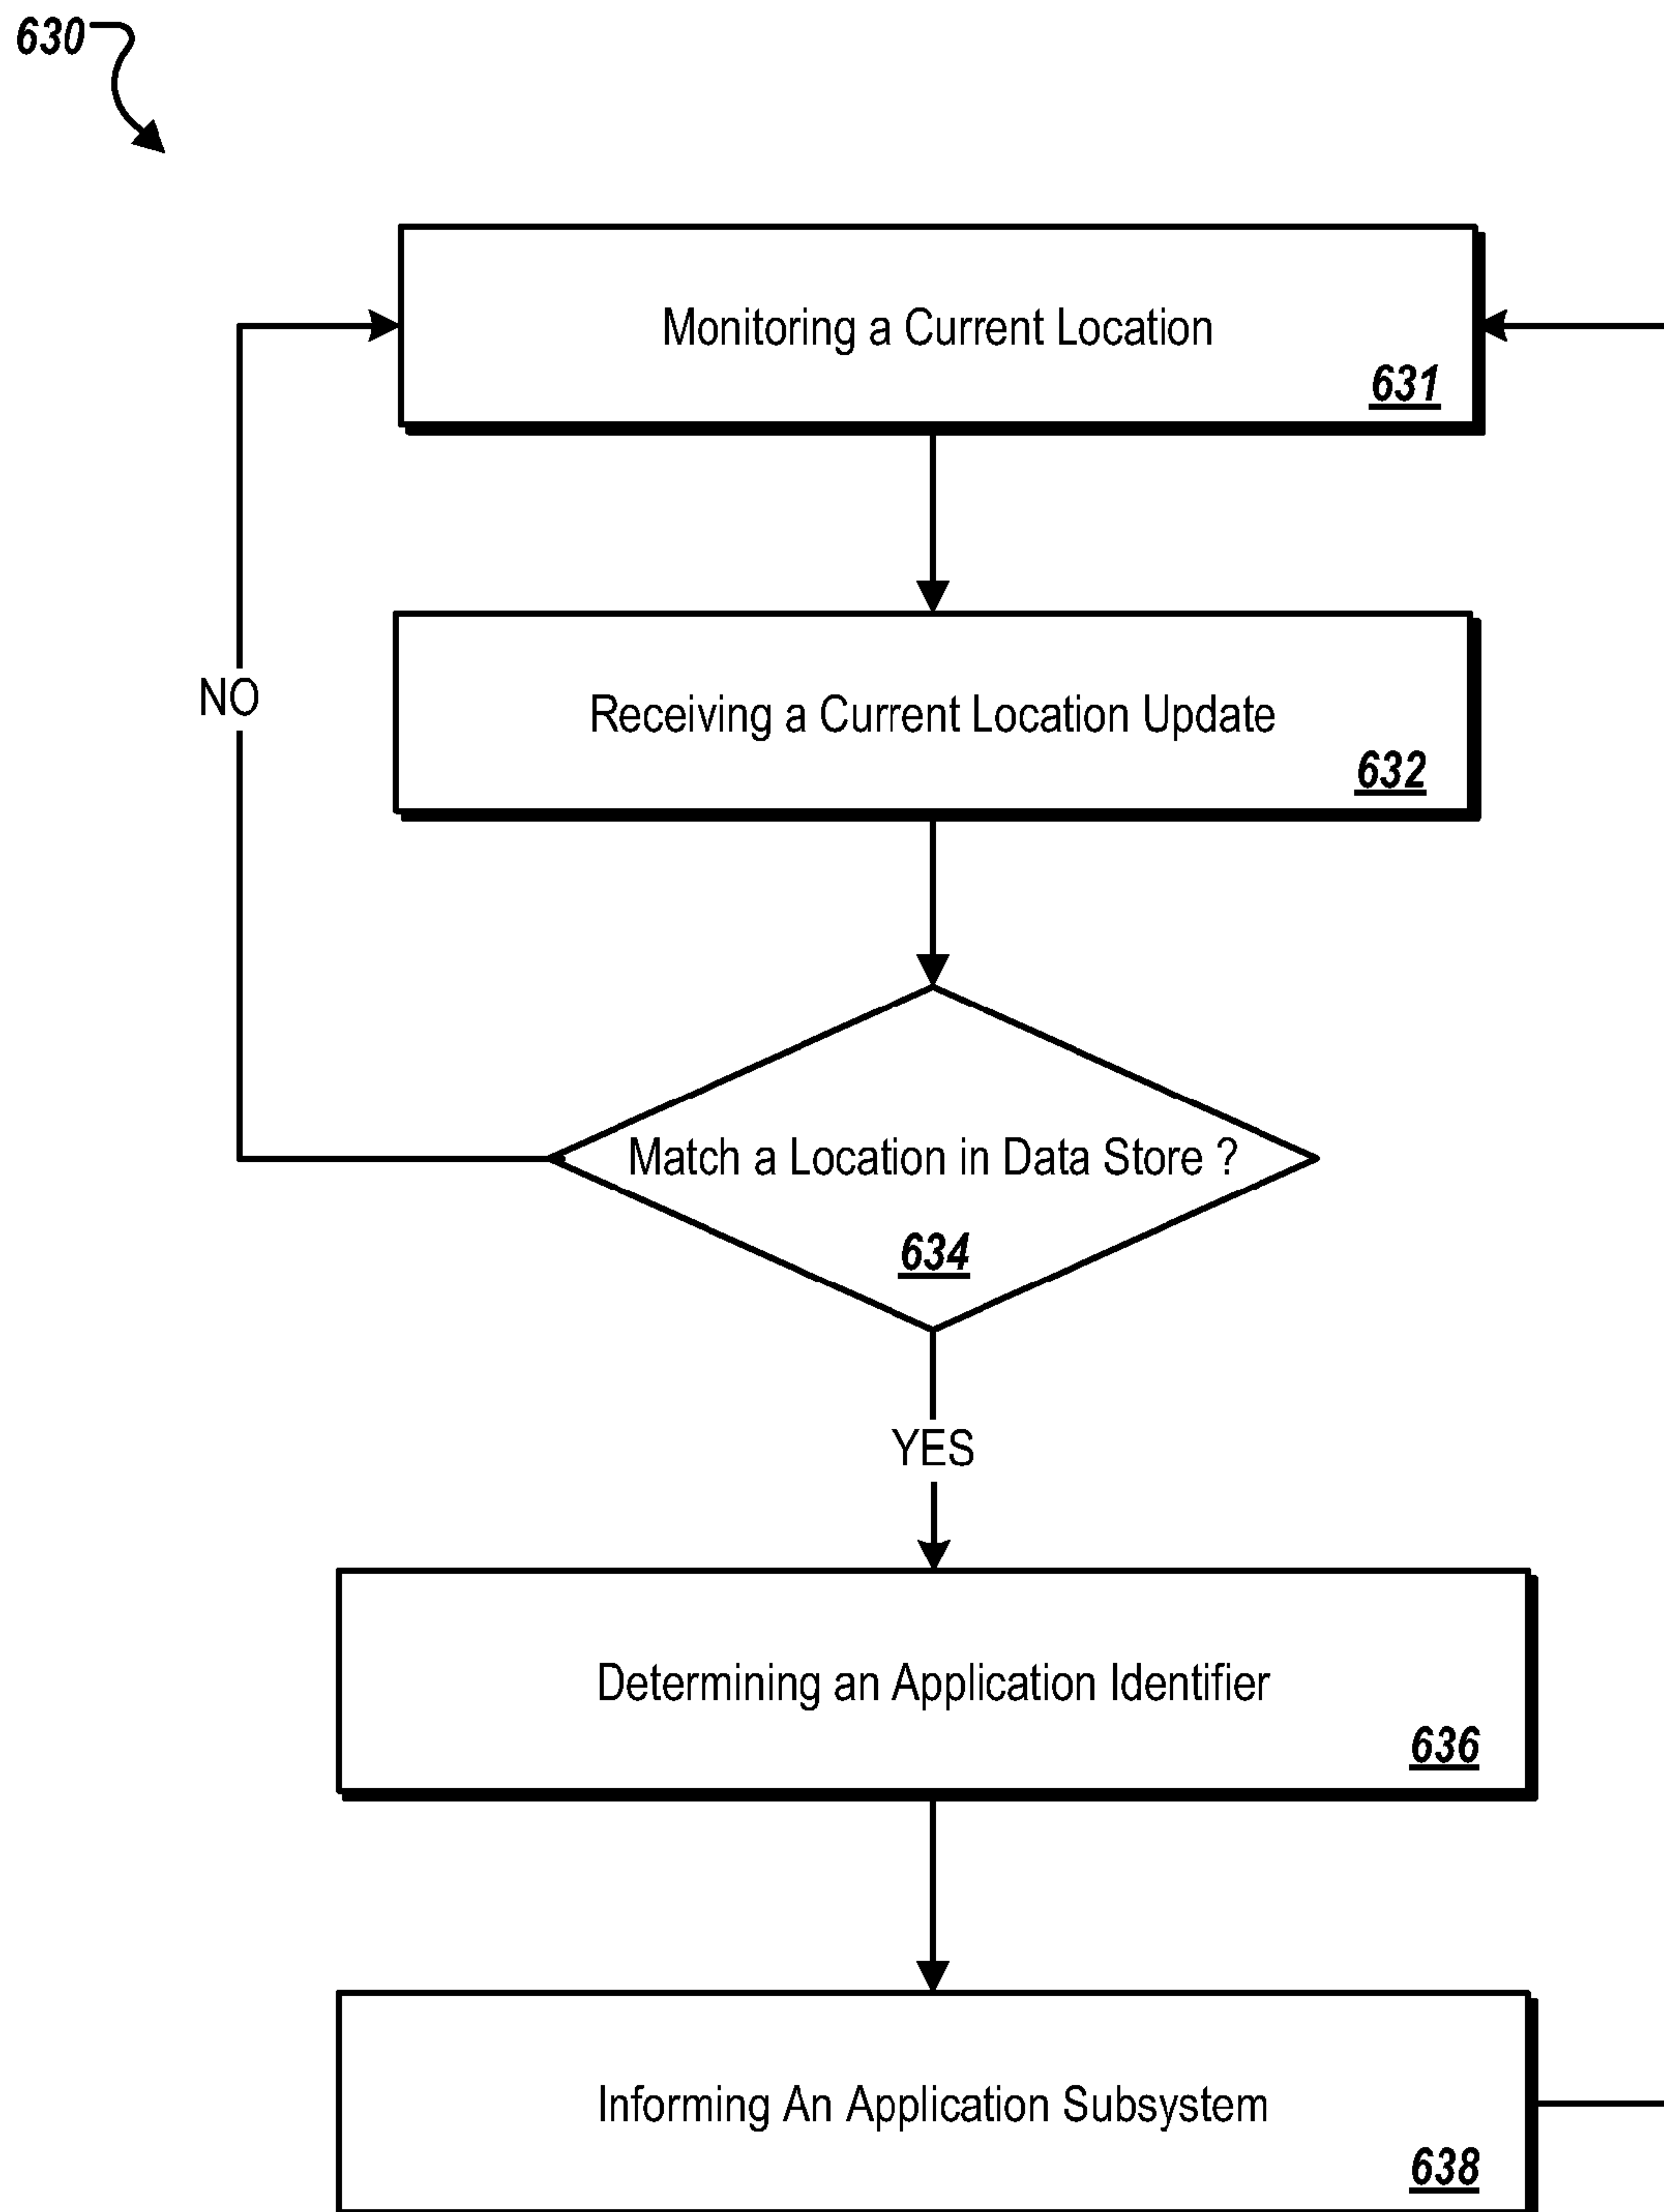 630
Monitoring a Current Location
631
Receiving a Current Location Update
632
NO
Match a Location in Data Store ?
634
YES
Determining an Application Identifier
636
Informing An Application Subsystem
638